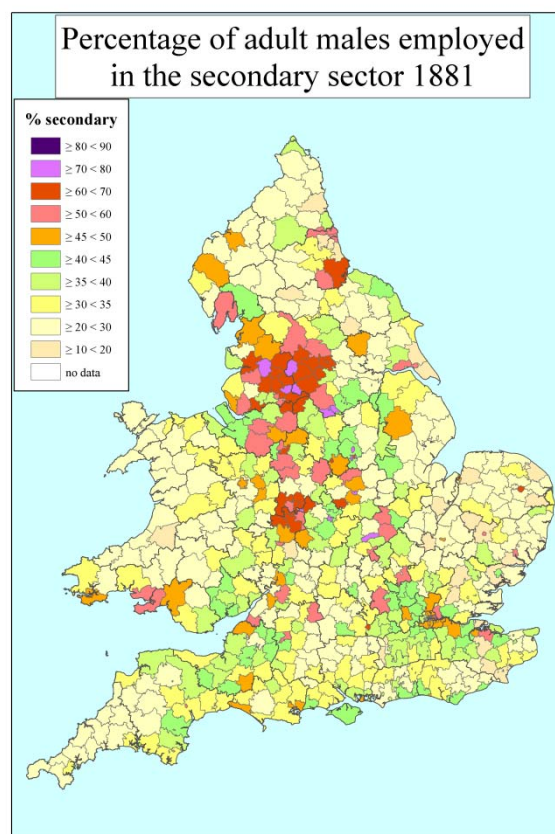 Percentage of adult males employed
in the secondary sector 1881
% secondary
≥ 80 < 90
≥ 70 < 80
≥ 60 < 70
≥ 50 < 60
≥ 45 < 50
≥ 40 < 45
≥ 35 < 40
≥ 30 < 35
≥ 20 < 30
≥ 10 < 20
no data